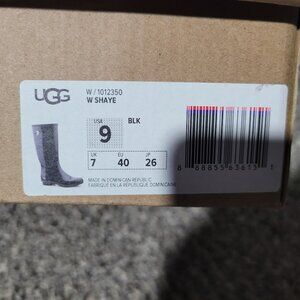 UGG
W / 1012350
W SHAYE
USA
9
BLK
UK EU JP
7 40 26
MADE IN DOMINICAN REPUBLIC
FABRIQUÉ EN LA RÉPUBLIQUE DOMINICAINE